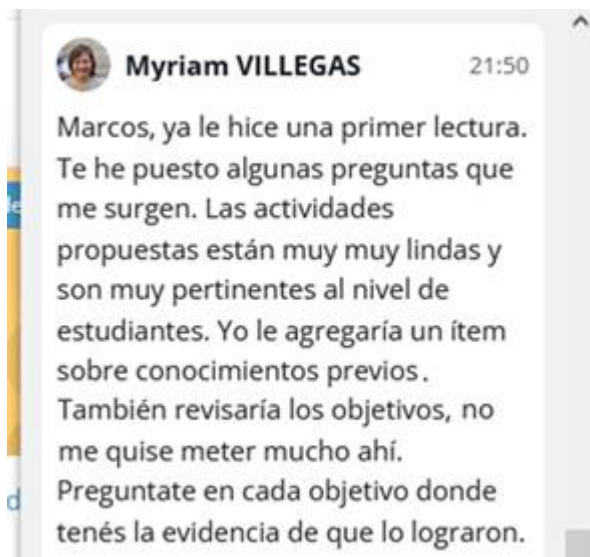 Myriam VILLEGAS 21:50
Marcos, ya le hice una primer lectura.
Te he puesto algunas preguntas que
me surgen. Las actividades
propuestas están muy muy lindas y
son muy pertinentes al nivel de
estudiantes. Yo le agregaría un ítem
sobre conocimientos previos.
También revisaría los objetivos, no
me quise meter mucho ahí.
Preguntate en cada objetivo donde
tenés la evidencia de que lo lograron.